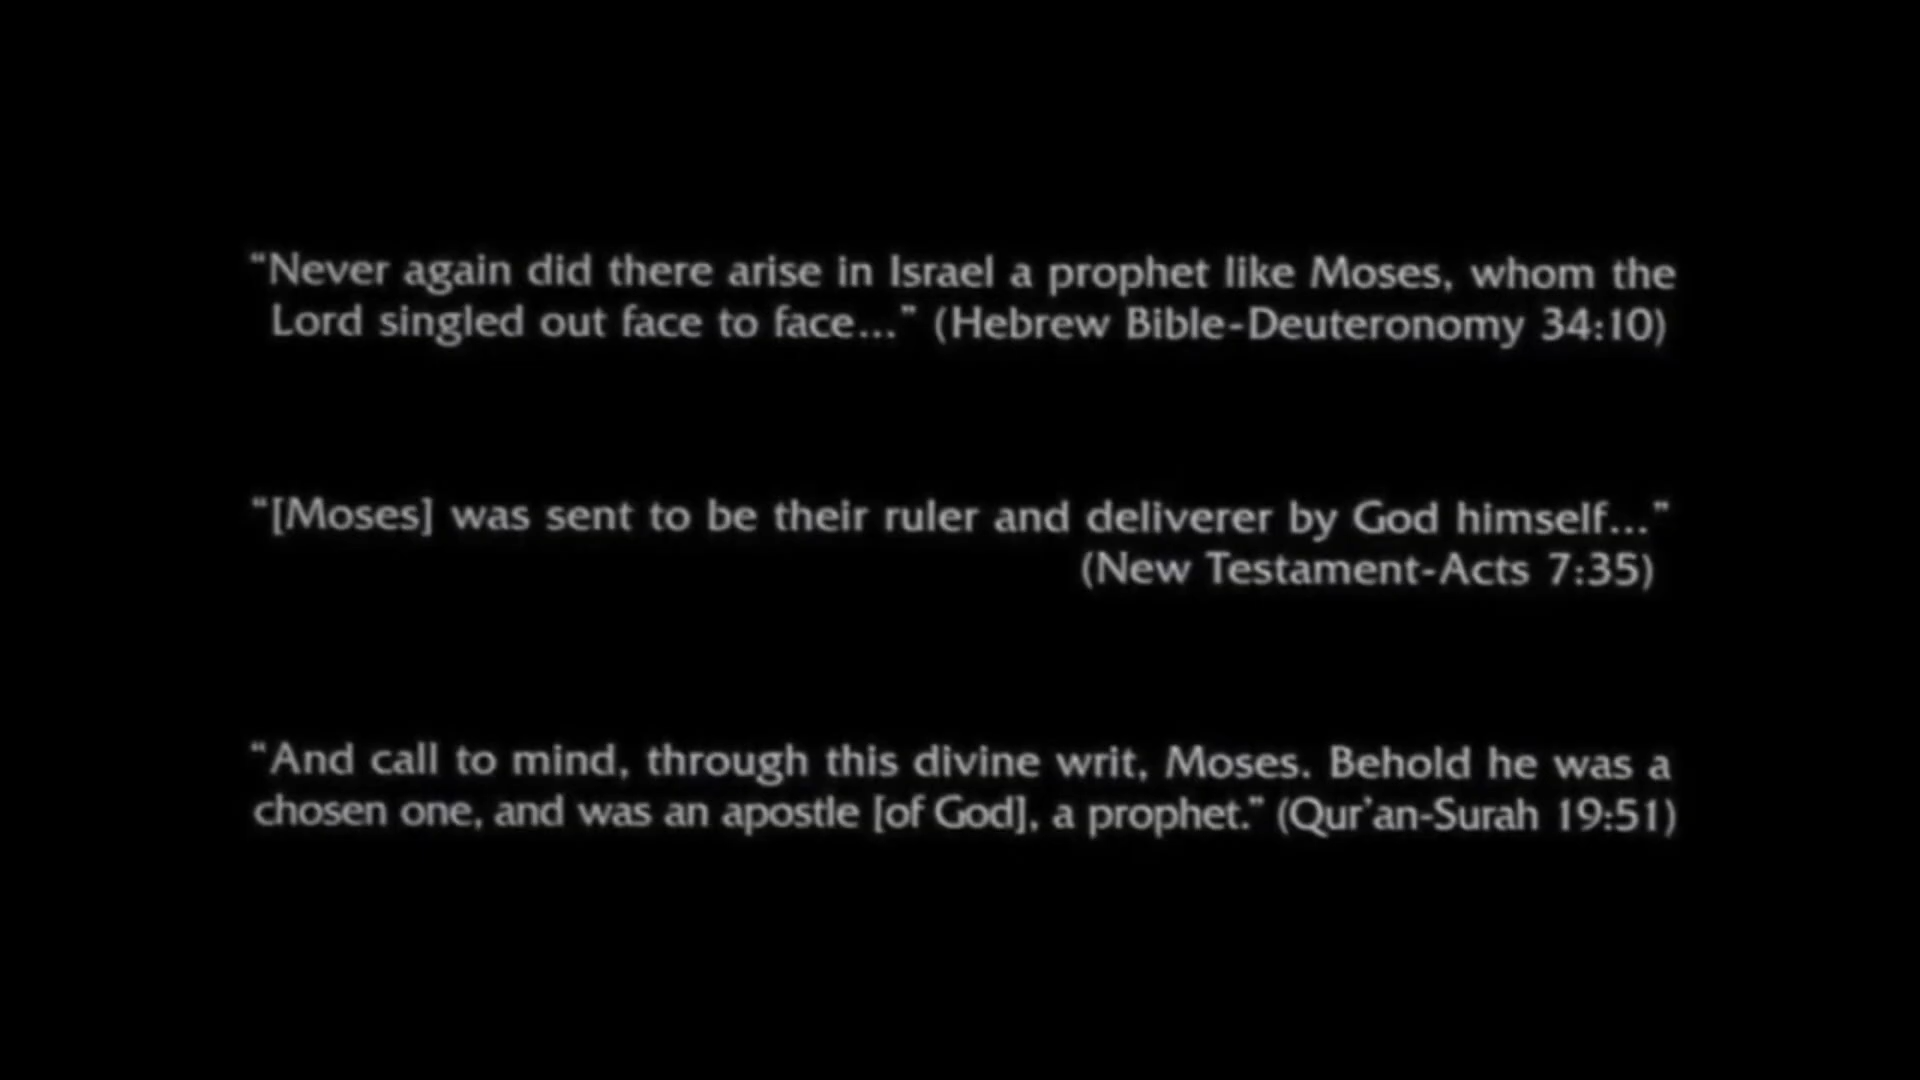 “Never again did there arise in Israel a prophet like Moses, whom the
Lord singled out face to face...” (Hebrew Bible-Deuteronomy 34:10)
“[Moses] was sent to be their ruler and deliverer by God himself...”
(New Testament-Acts 7:35)
“And call to mind, through this divine writ, Moses. Behold he was a
chosen one, and was an apostle [of God], a prophet.” (Qur’an-Surah 19:51)